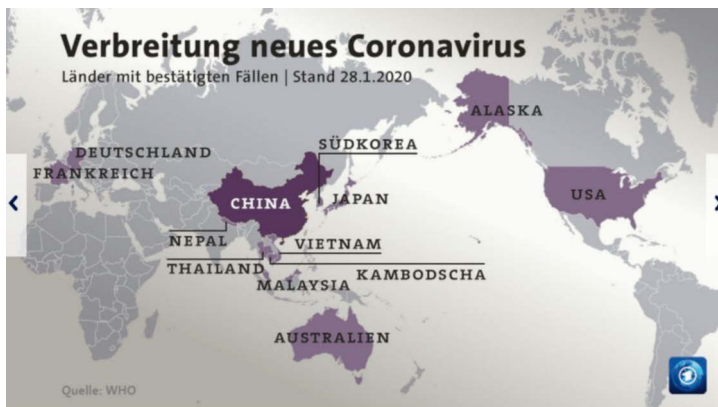 Verbreitung neues Coronavirus
Länder mit bestätigten Fällen | Stand 28.1.2020
ALASKA
SÜDKOREA
DEUTSCHLAND
FRANKREICH
CHINA
JAPAN
USA
NEPAL
VIETNAM
THAILAND
KAMBODSCHA
MALAYSIA
AUSTRALIEN
Quelle: WHO